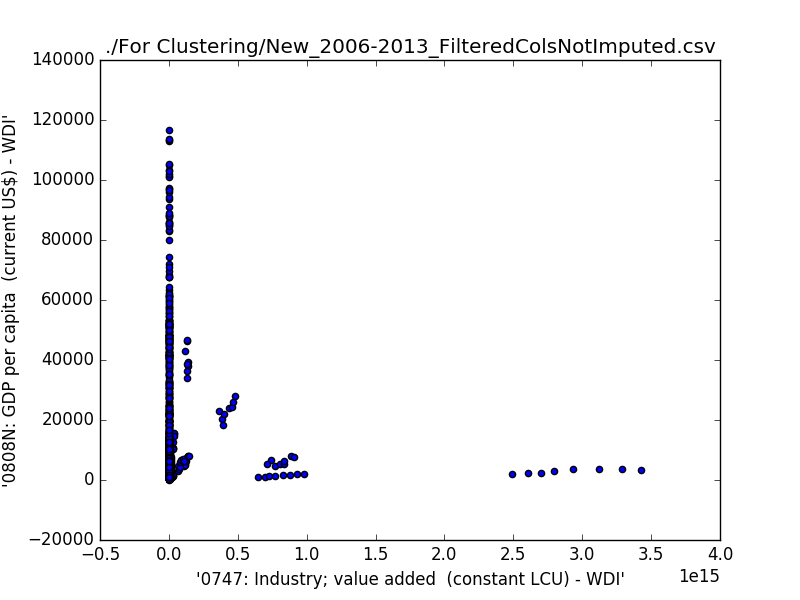 ./For Clustering/New_2006-2013_FilteredColsNotImputed.csv
140000
120000
100000
80000
60000
40000
20000
0
−20000
'0808N: GDP per capita  (current US$) - WDI'
−0.5 0.0 0.5 1.0 1.5 2.0 2.5 3.0 3.5 4.0
1e15
'0747: Industry; value added  (constant LCU) - WDI'